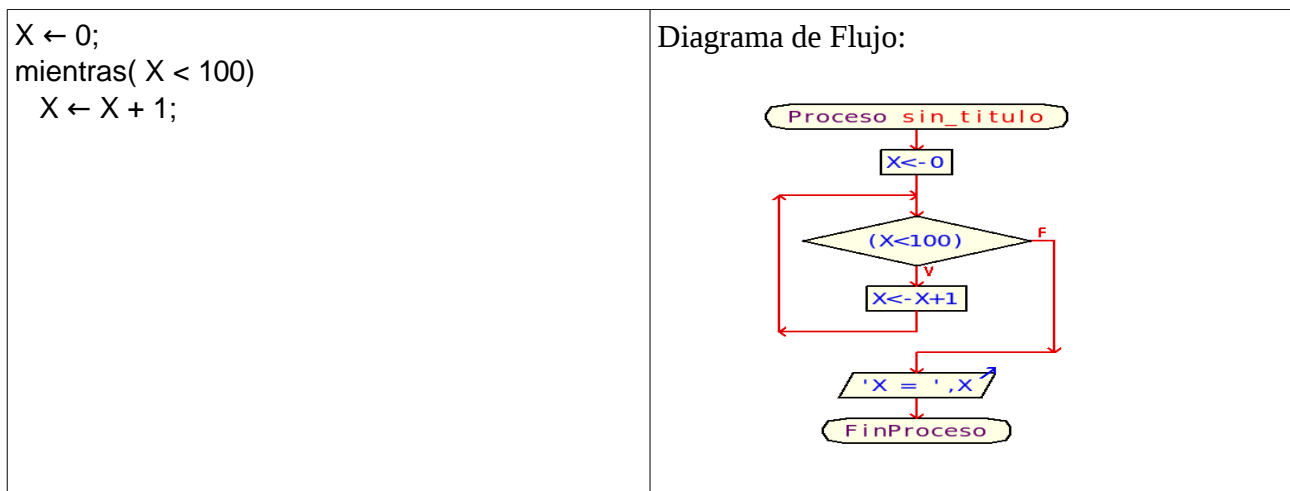 X ← 0;
mientras( X < 100)
X ← X + 1;
Diagrama de Flujo:
Proceso sin_titulo
X<-0
(X<100)
F
V
X<-X+1
'X = ',X
FinProceso